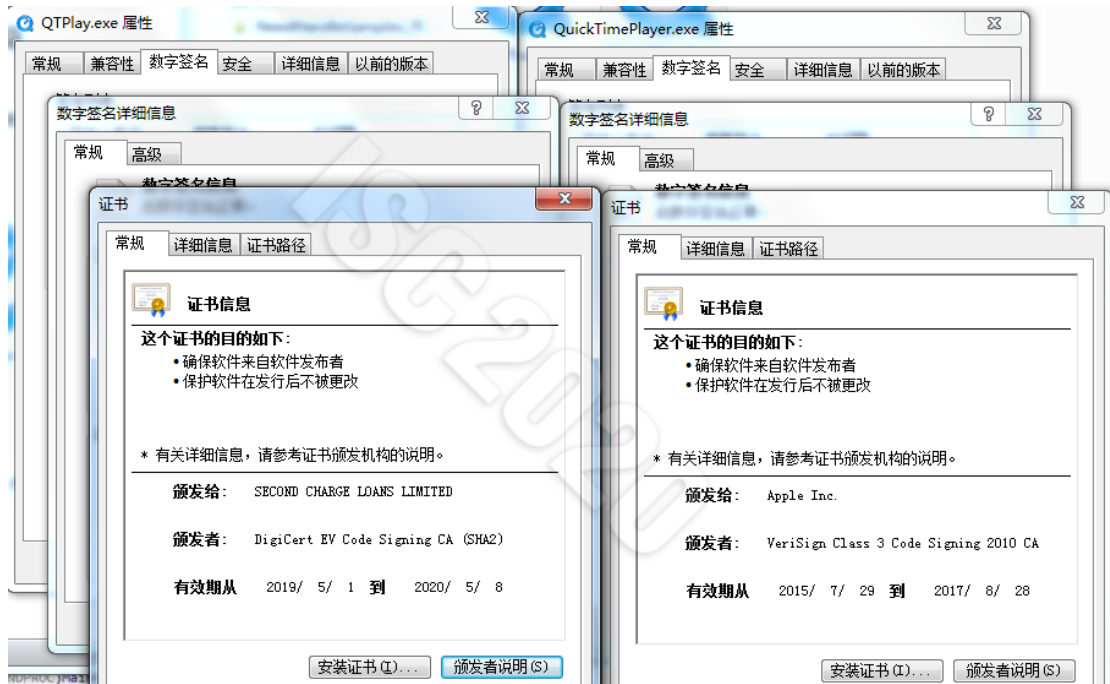 QTPlay.exe 属性
常规 兼容性 数字签名 安全 详细信息 以前的版本
数字签名详细信息
常规 高级
数字签名信息
证书
常规 详细信息 证书路径
证书信息
这个证书的目的如下:
•确保软件来自软件发布者
•保护软件在发行后不被更改
* 有关详细信息，请参考证书颁发机构的说明。
颁发给: SECOND CHARGE LOANS LIMITED
颁发者: DigiCert EV Code Signing CA (SHA2)
有效期从 2019/ 5/ 1 到 2020/ 5/ 8
安装证书(I)... 颁发者说明(S)
QuickTimePlayer.exe 属性
常规 兼容性 数字签名 安全 详细信息 以前的版本
数字签名详细信息
常规 高级
数字签名信息
证书
常规 详细信息 证书路径
证书信息
这个证书的目的如下:
•确保软件来自软件发布者
•保护软件在发行后不被更改
* 有关详细信息，请参考证书颁发机构的说明。
颁发给: Apple Inc.
颁发者: VeriSign Class 3 Code Signing 2010 CA
有效期从 2015/ 7/ 29 到 2017/ 8/ 28
安装证书(I)... 颁发者说明(S)
ISC2020